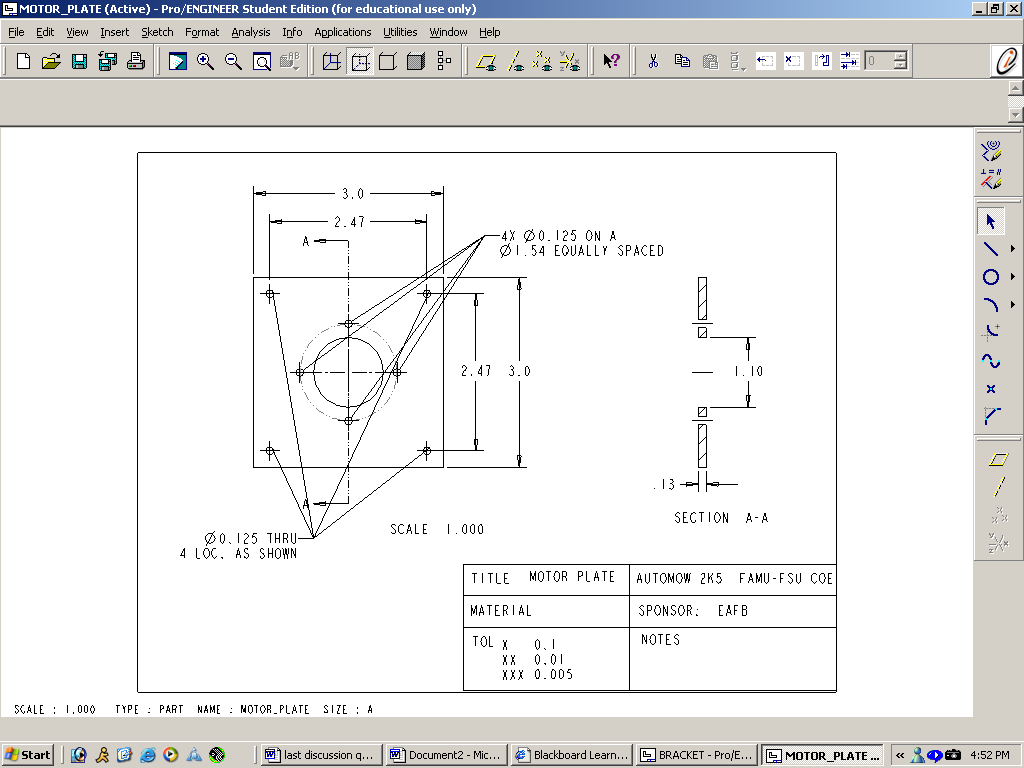 MOTOR_PLATE (Active) - Pro/ENGINEER Student Edition (for educational use only)
File Edit View Insert Sketch Format Analysis Info Applications Utilities Window Help
0
3.0
2.47
A
4X Ø0.125 ON A
Ø1.54 EQUALLY SPACED
2.47 3.0
1.10
.13
A
SECTION A-A
SCALE 1.000
Ø0.125 THRU
4 LOC. AS SHOWN
TITLE MOTOR PLATE AUTOMOW 2K5 FAMU-FSU COE
MATERIAL SPONSOR: EAFB
TOL X 0.1 NOTES
XX 0.01
XXX 0.005
SCALE : 1.000 TYPE : PART NAME : MOTOR_PLATE SIZE : A
Start last discussion q... Document2 - Mic... Blackboard Learn... BRACKET - Pro/E... MOTOR_PLATE ... « 4:52 PM